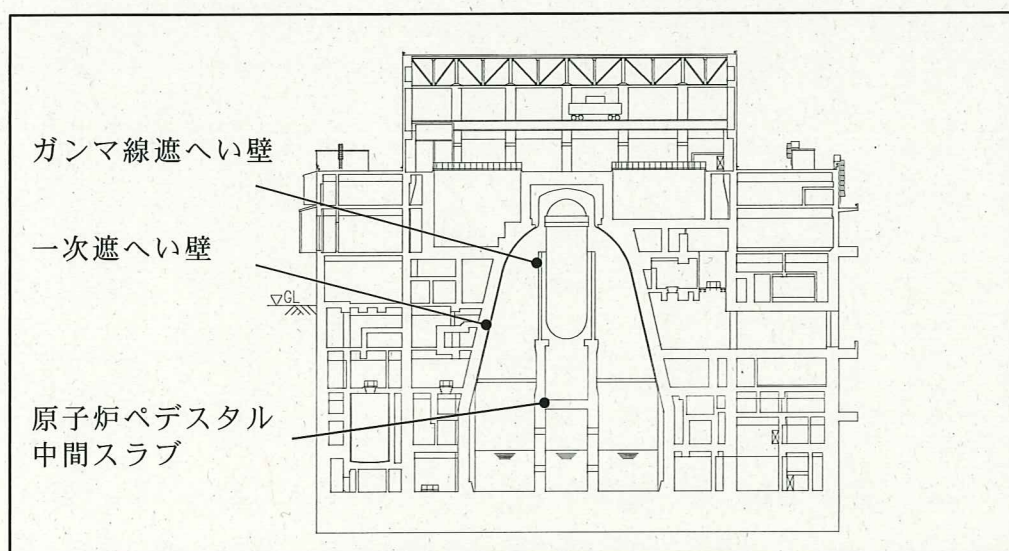 ガンマ線遮へい壁
一次遮へい壁
▽GL
原子炉ペデスタル
中間スラブ